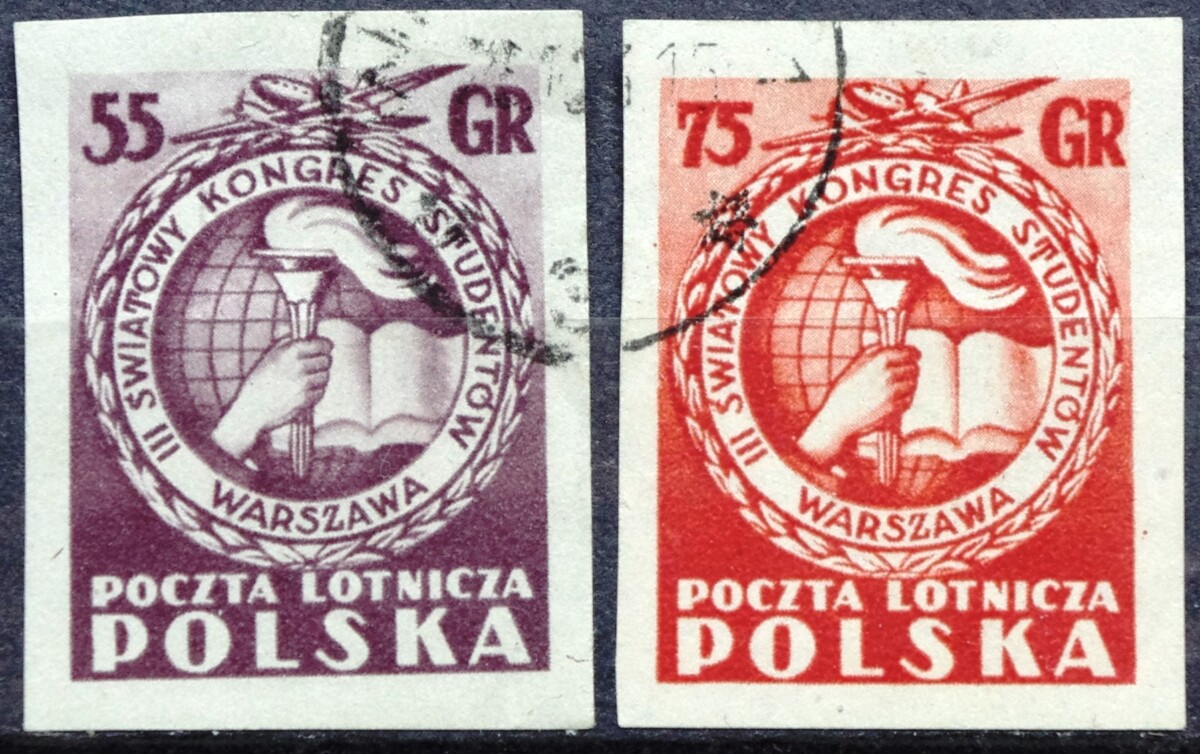 55 GR
III ŚWIATOWY KONGRES STUDENTÓW
WARSZAWA
POCZTA LOTNICZA
POLSKA
75 GR
III ŚWIATOWY KONGRES STUDENTÓW
WARSZAWA
POCZTA LOTNICZA
POLSKA